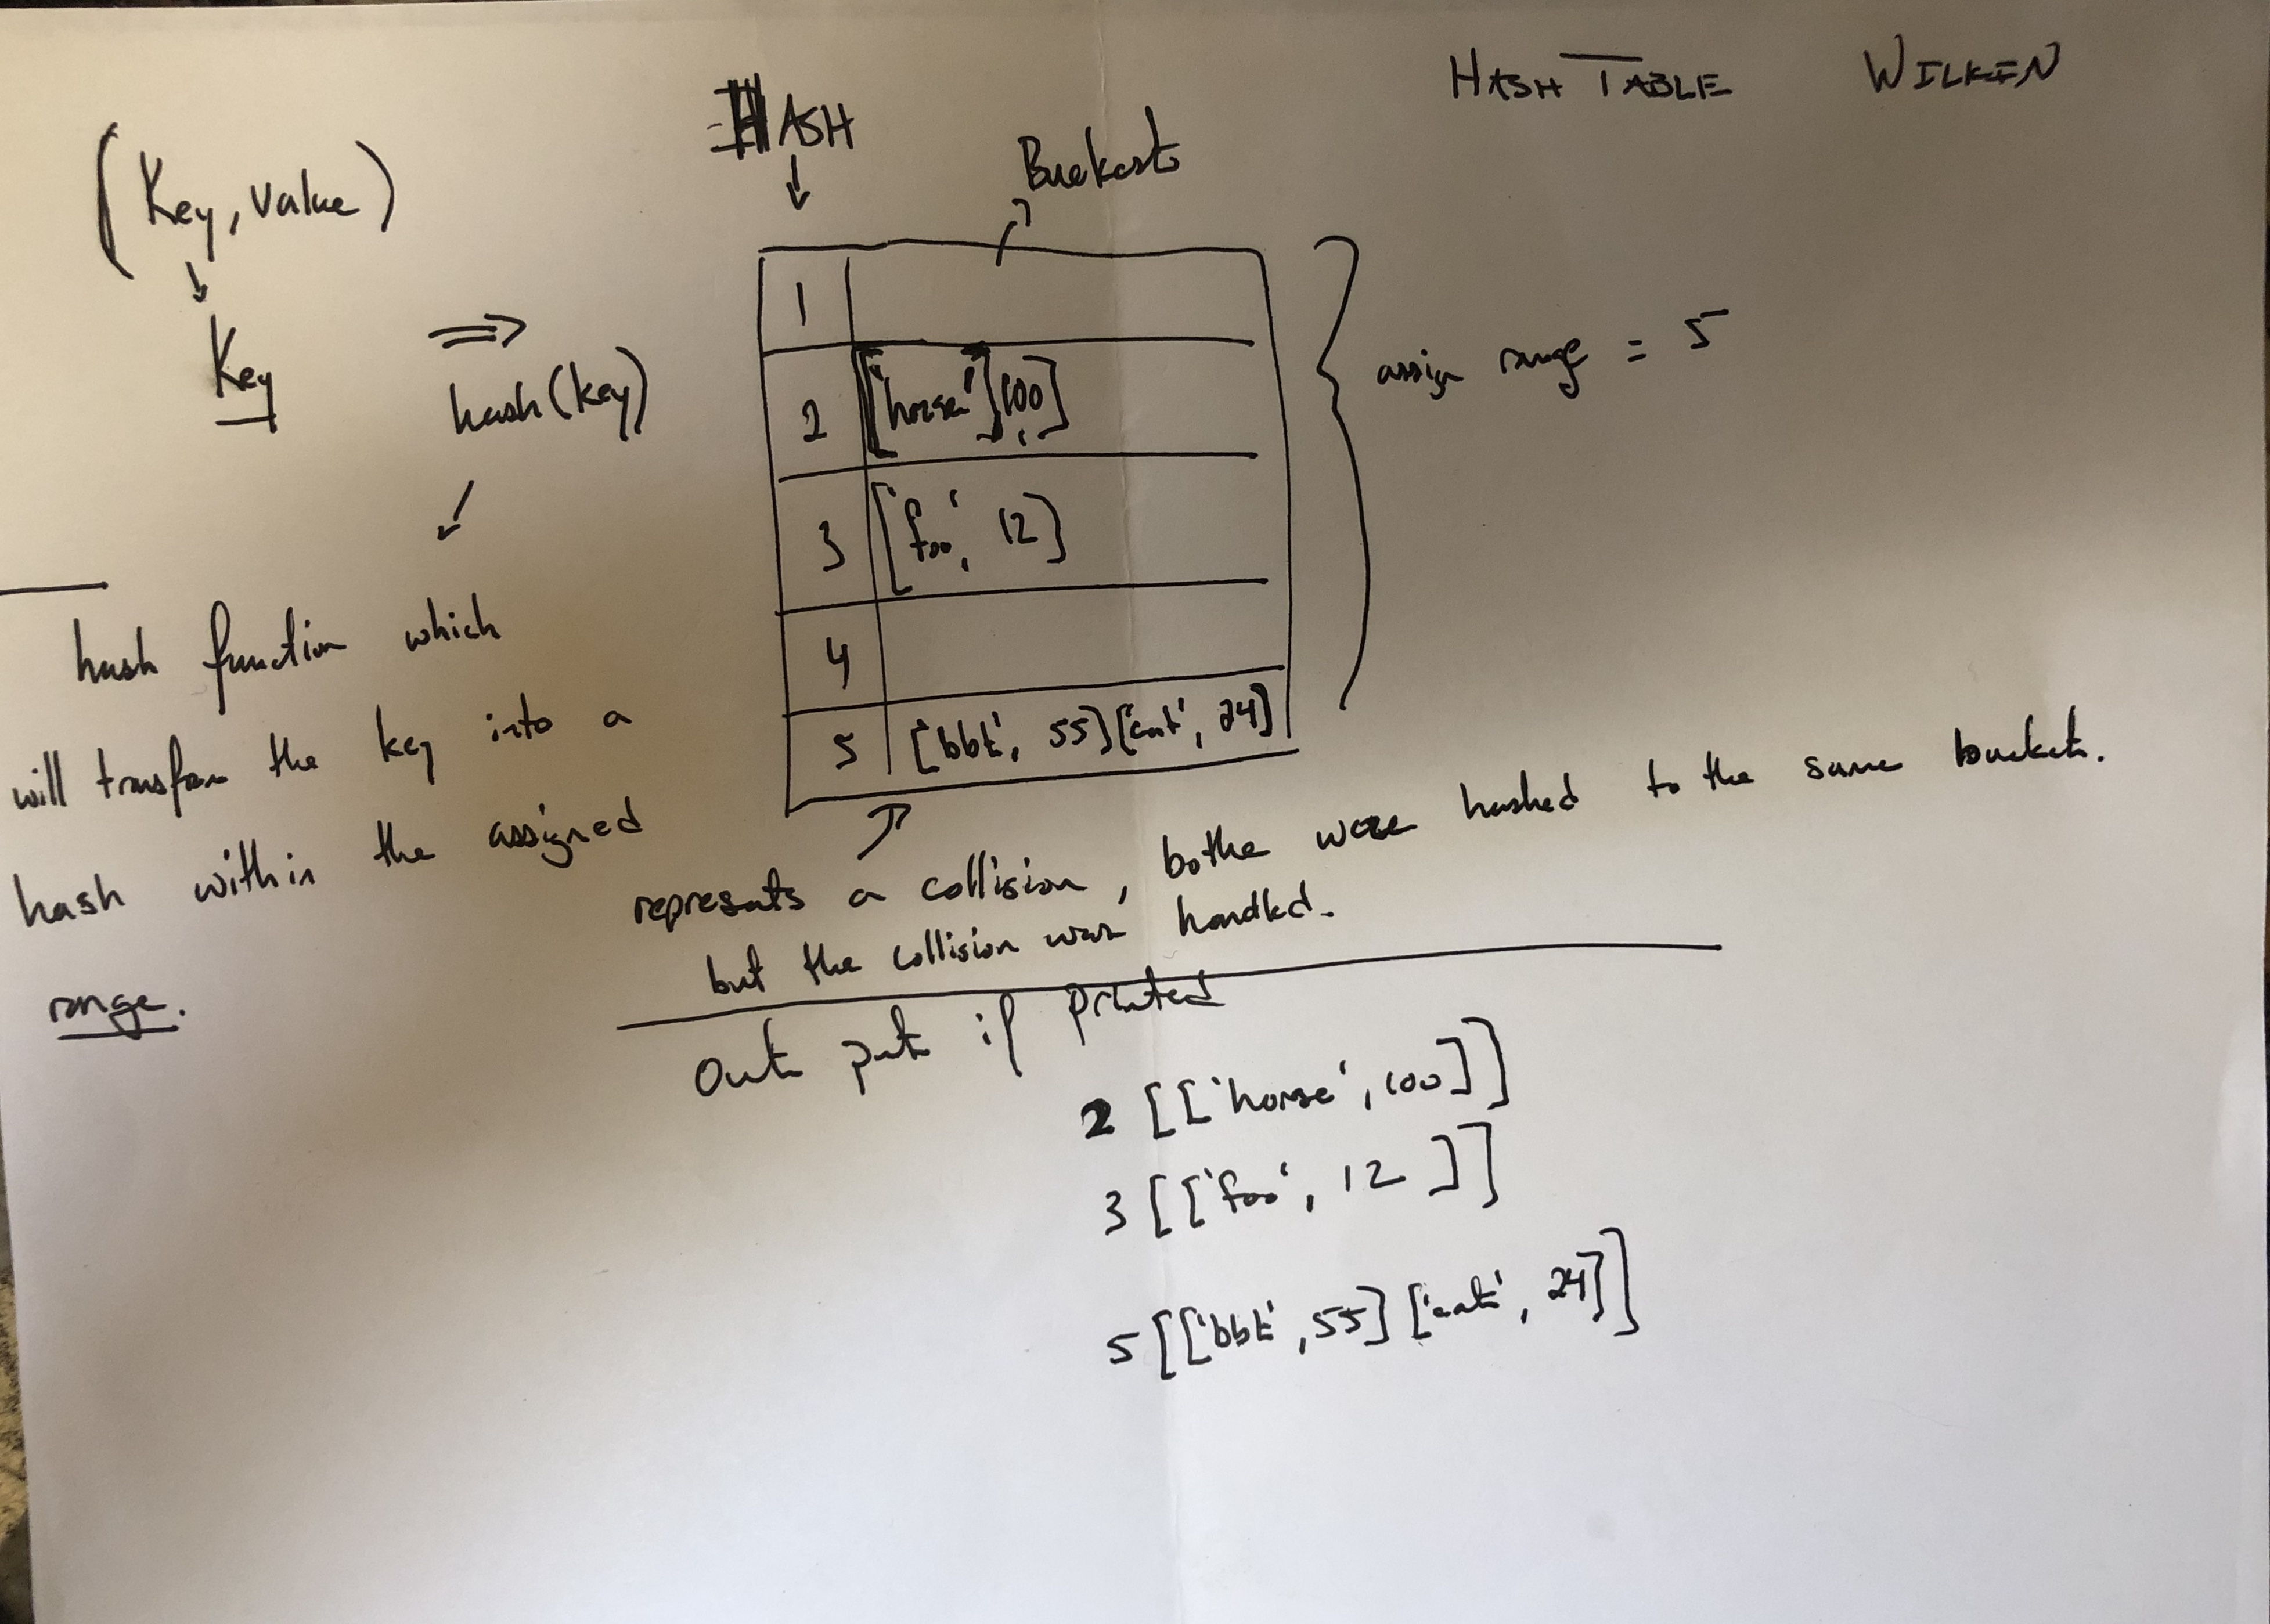 HASH TABLE WILKEN
HASH
Buckets
(Key, value)
Key
hash(key)
1
2 ['horse'] 100]
3 ['foo', 12]
4
5 ['bbt', 55]['cat', 24]
assign range = 5
hash function which
will transfom the key into a
hash within the assigned
range.
represents a collision, bothe were hashed to the same bucket.
but the collision was handled.
Out put if printed
2 [['horse', 100]]
3 [['foo', 12]]
5 [['bbt', 55] ['cat', 24]]